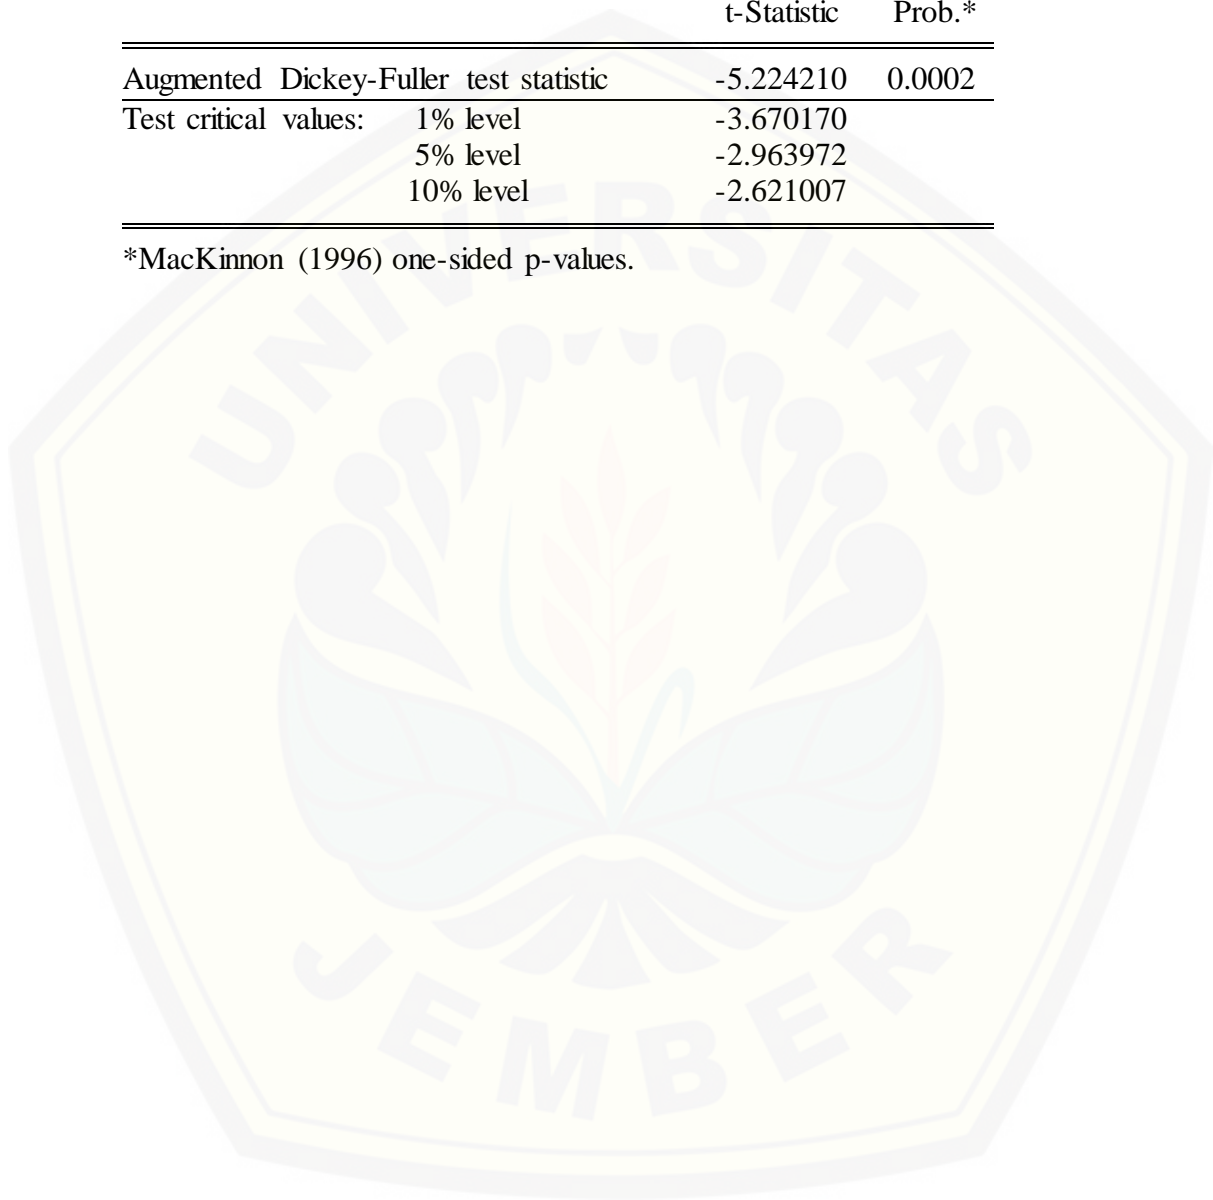 t-Statistic Prob.*
Augmented Dickey-Fuller test statistic -5.224210 0.0002
Test critical values: 1% level -3.670170
5% level -2.963972
10% level -2.621007
*MacKinnon (1996) one-sided p-values.
UNIVERSITAS
JEMBER